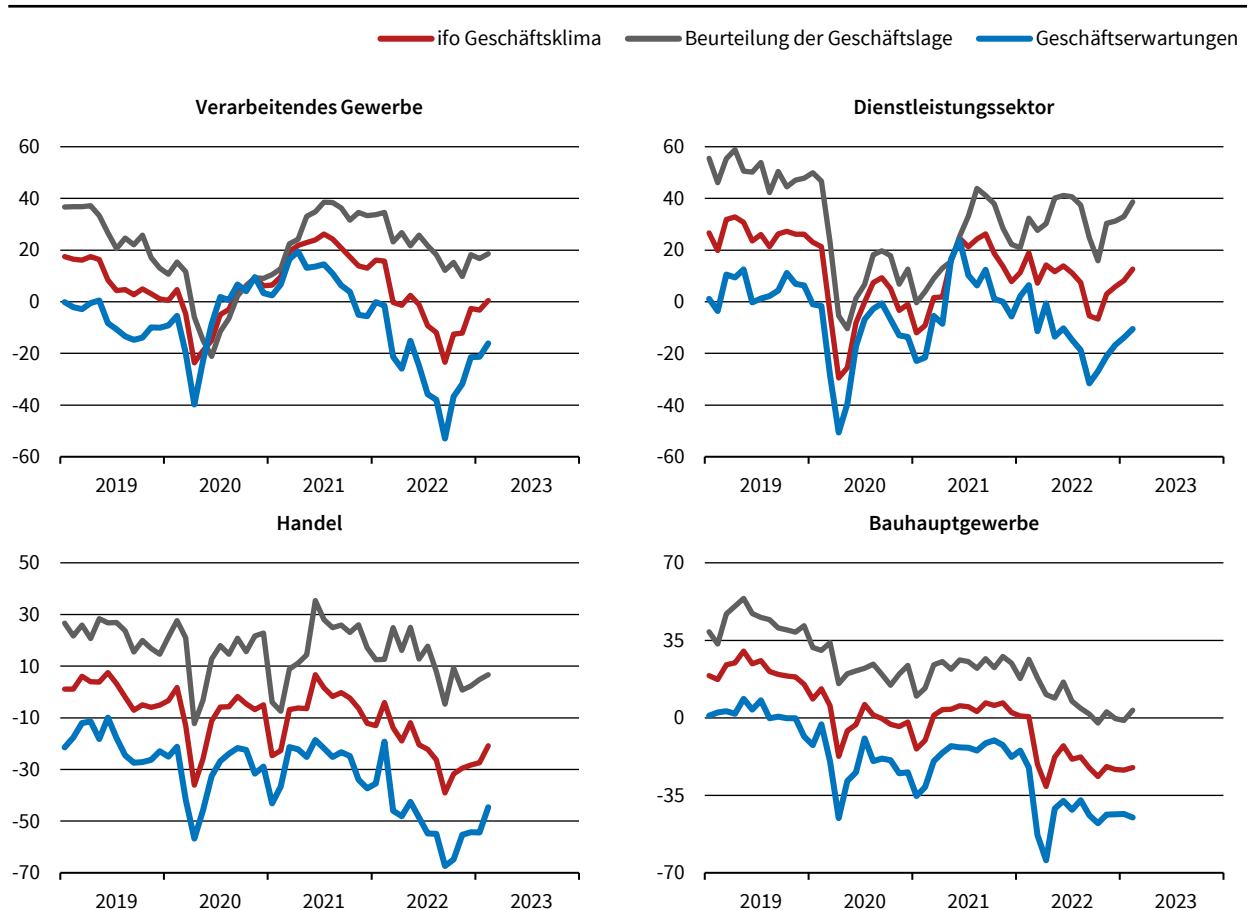 ifo Geschäftsklima Beurteilung der Geschäftslage Geschäftserwartungen
Verarbeitendes Gewerbe
60
40
20
0
-20
-40
-60
2019 2020 2021 2022 2023
Dienstleistungssektor
60
40
20
0
-20
-40
-60
2019 2020 2021 2022 2023
Handel
50
30
10
-10
-30
-50
-70
2019 2020 2021 2022 2023
Bauhauptgewerbe
70
35
0
-35
-70
2019 2020 2021 2022 2023